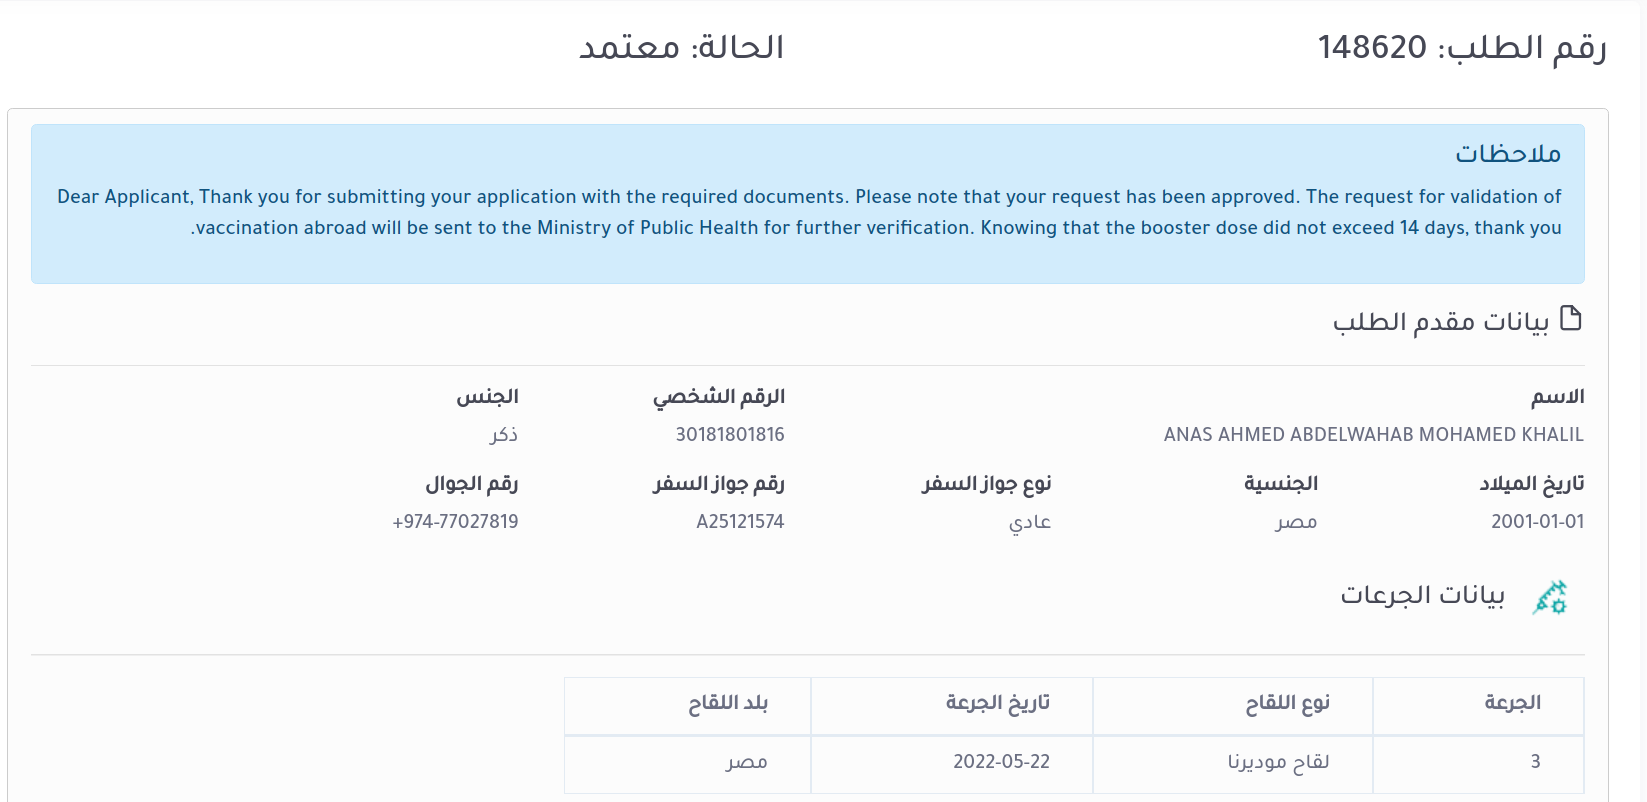 رقم الطلب: 148620
الحالة: معتمد
ملاحظات
Dear Applicant, Thank you for submitting your application with the required documents. Please note that your request has been approved. The request for validation of
.vaccination abroad will be sent to the Ministry of Public Health for further verification. Knowing that the booster dose did not exceed 14 days, thank you
بيانات مقدم الطلب
الاسم الرقم الشخصي الجنس
ANAS AHMED ABDELWAHAB MOHAMED KHALIL 30181801816 ذكر
تاريخ الميلاد الجنسية نوع جواز السفر رقم جواز السفر رقم الجوال
2001-01-01 مصر عادي A25121574 +974-77027819
بيانات الجرعات
الجرعة نوع اللقاح تاريخ الجرعة بلد اللقاح
3 لقاح موديرنا 2022-05-22 مصر